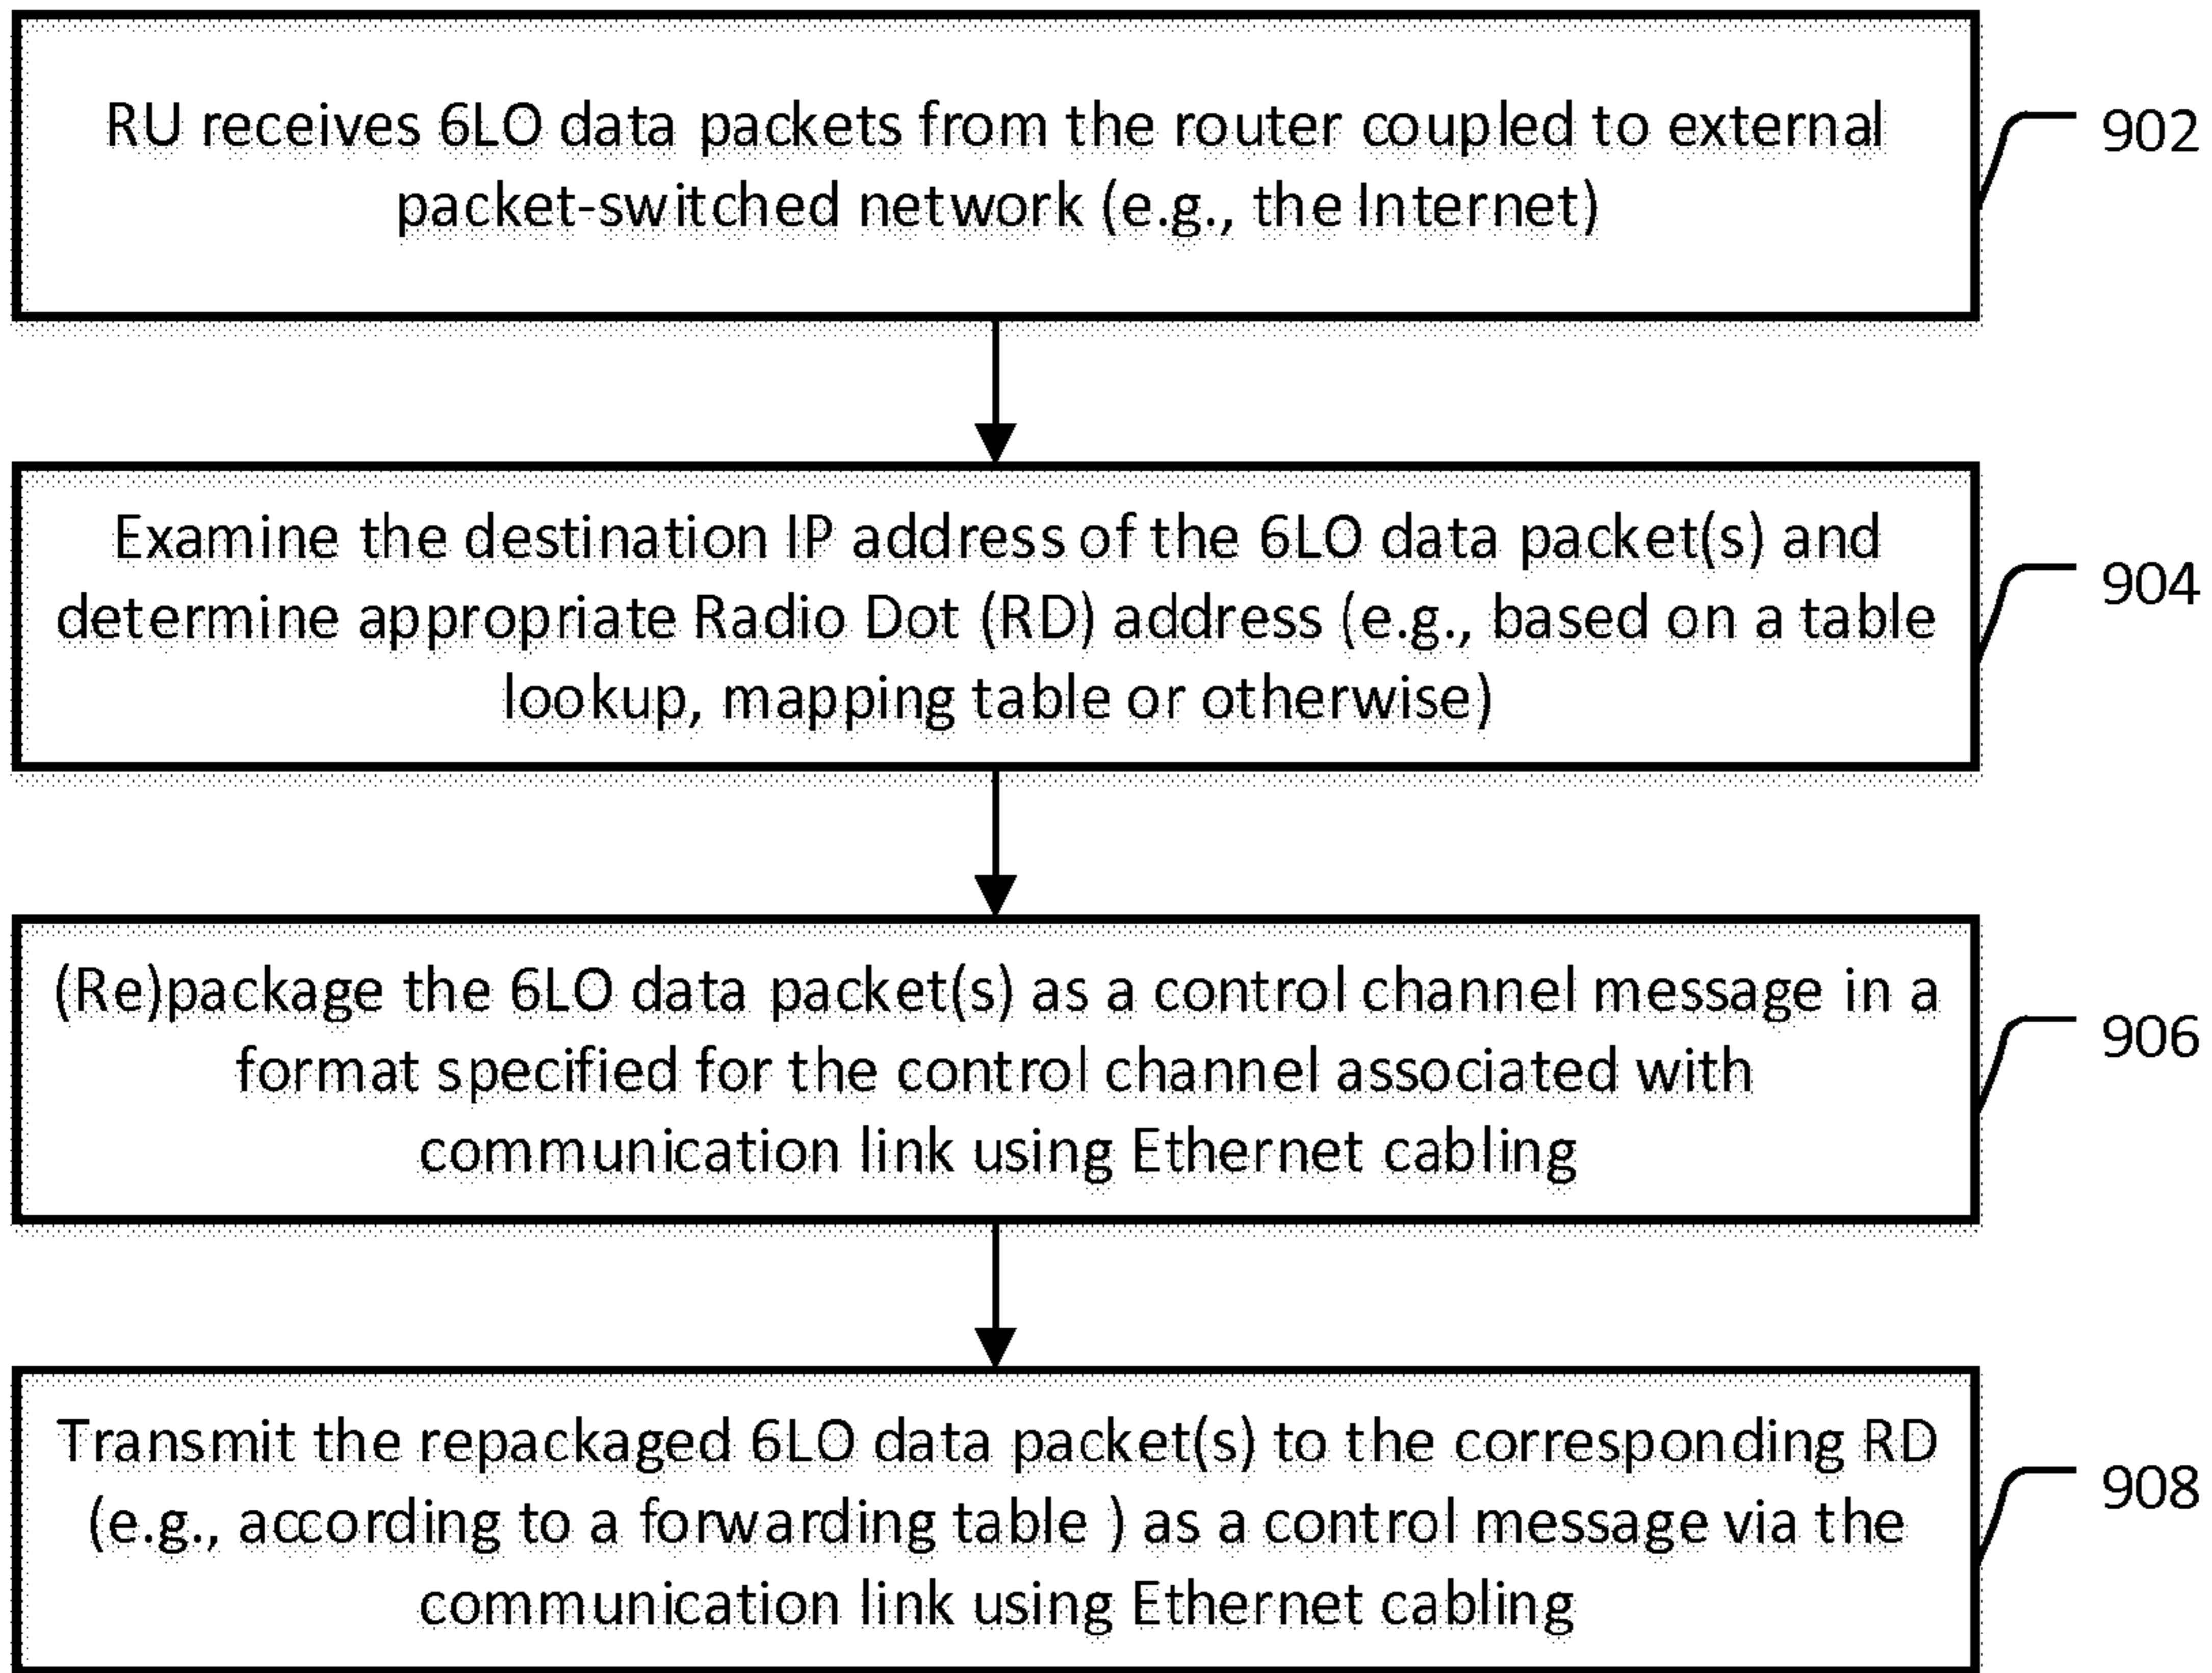 RU receives 6LO data packets from the router coupled to external
packet-switched network (e.g., the Internet)
902
Examine the destination IP address of the 6LO data packet(s) and
determine appropriate Radio Dot (RD) address (e.g., based on a table
lookup, mapping table or otherwise)
904
(Re)package the 6LO data packet(s) as a control channel message in a
format specified for the control channel associated with
communication link using Ethernet cabling
906
Transmit the repackaged 6LO data packet(s) to the corresponding RD
(e.g., according to a forwarding table ) as a control message via the
communication link using Ethernet cabling
908